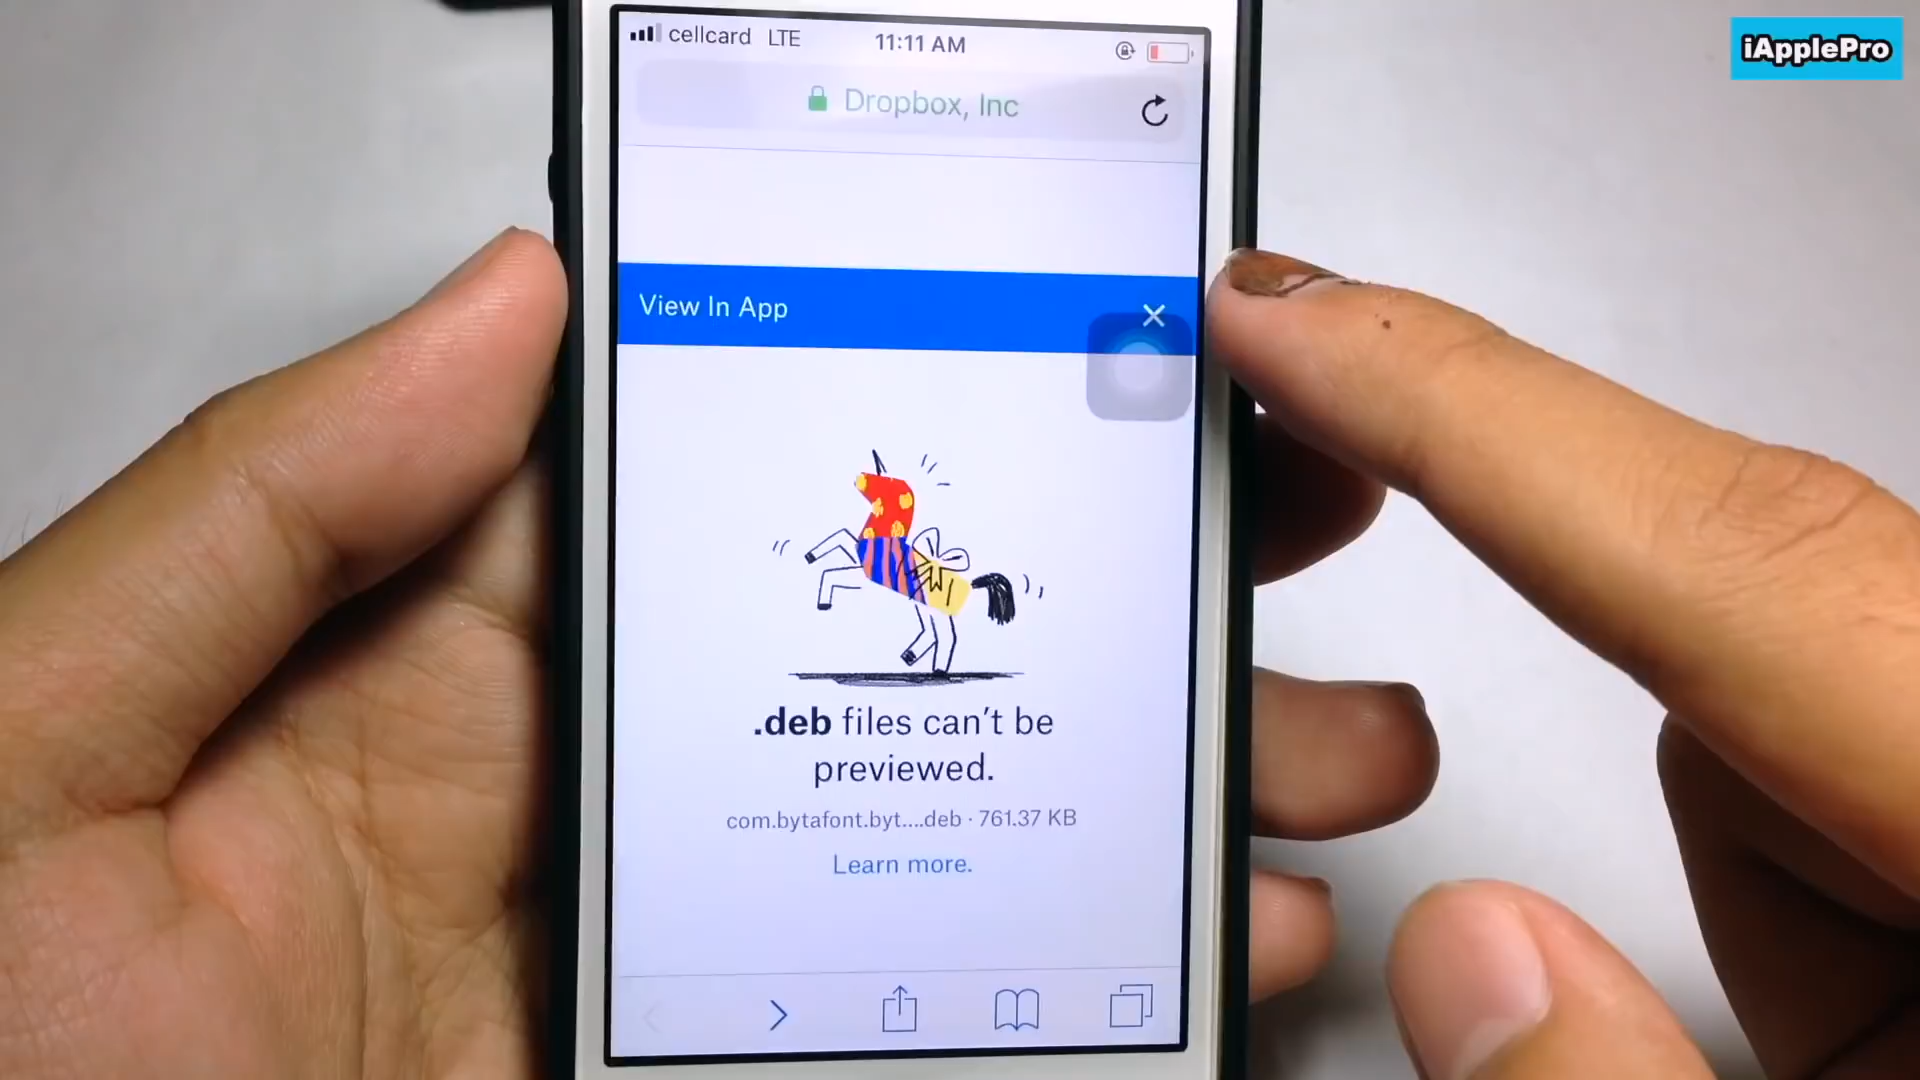 cellcard LTE 11:11 AM
iApplePro
Dropbox, Inc
View In App
.deb files can't be
previewed.
com.bytafont.byt....deb · 761.37 KB
Learn more.